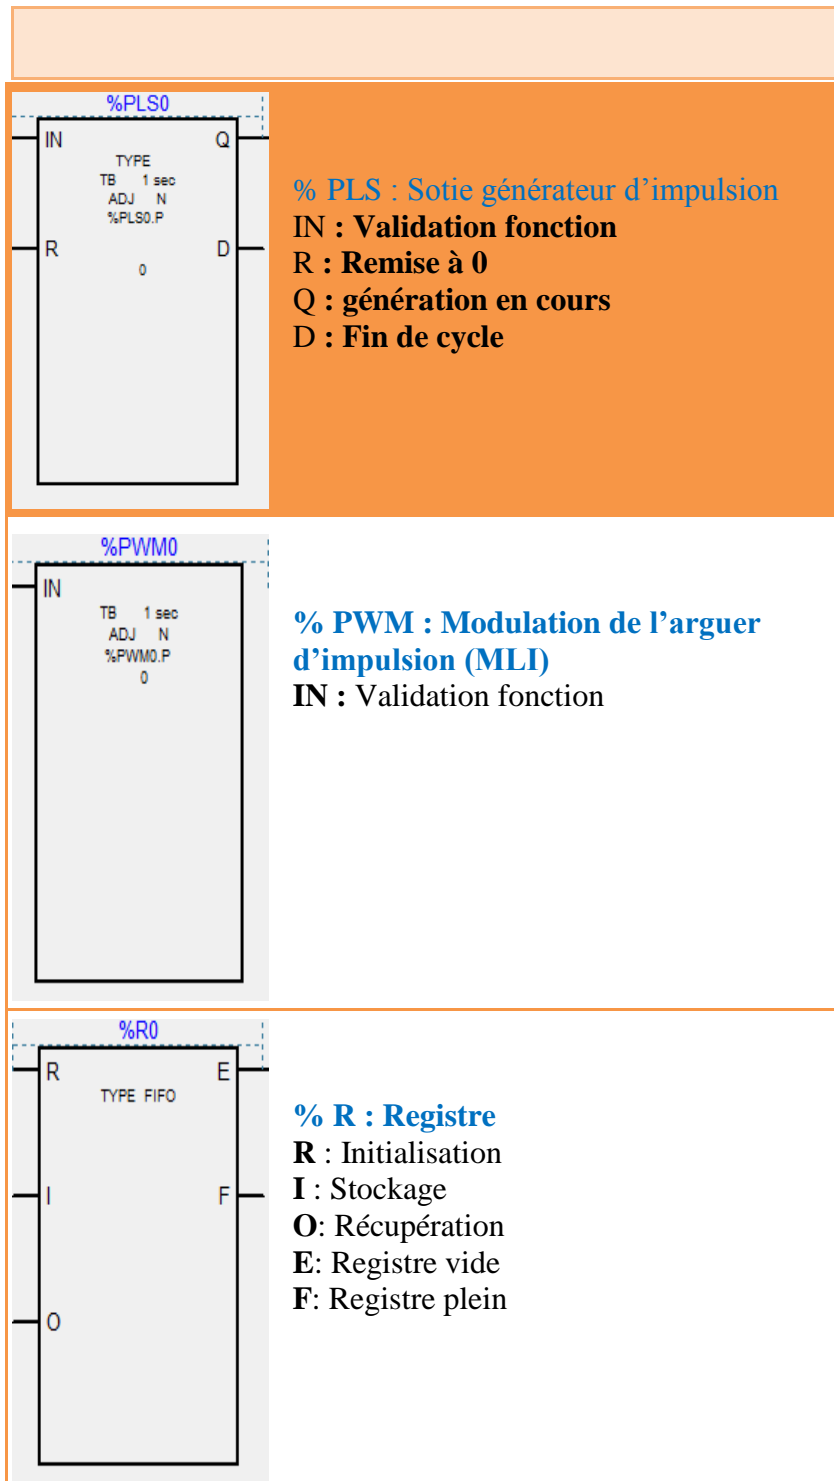 %PLS0
IN Q
TYPE
TB 1 sec
ADJ N
%PLS0.P
R D
0
% PLS : Sotie générateur d’impulsion
IN : Validation fonction
R : Remise à 0
Q : génération en cours
D : Fin de cycle
%PWM0
IN
TB 1 sec
ADJ N
%PWM0.P
0
% PWM : Modulation de l’arguer
d’impulsion (MLI)
IN : Validation fonction
%R0
R E
TYPE FIFO
I F
O
% R : Registre
R : Initialisation
I : Stockage
O: Récupération
E: Registre vide
F: Registre plein